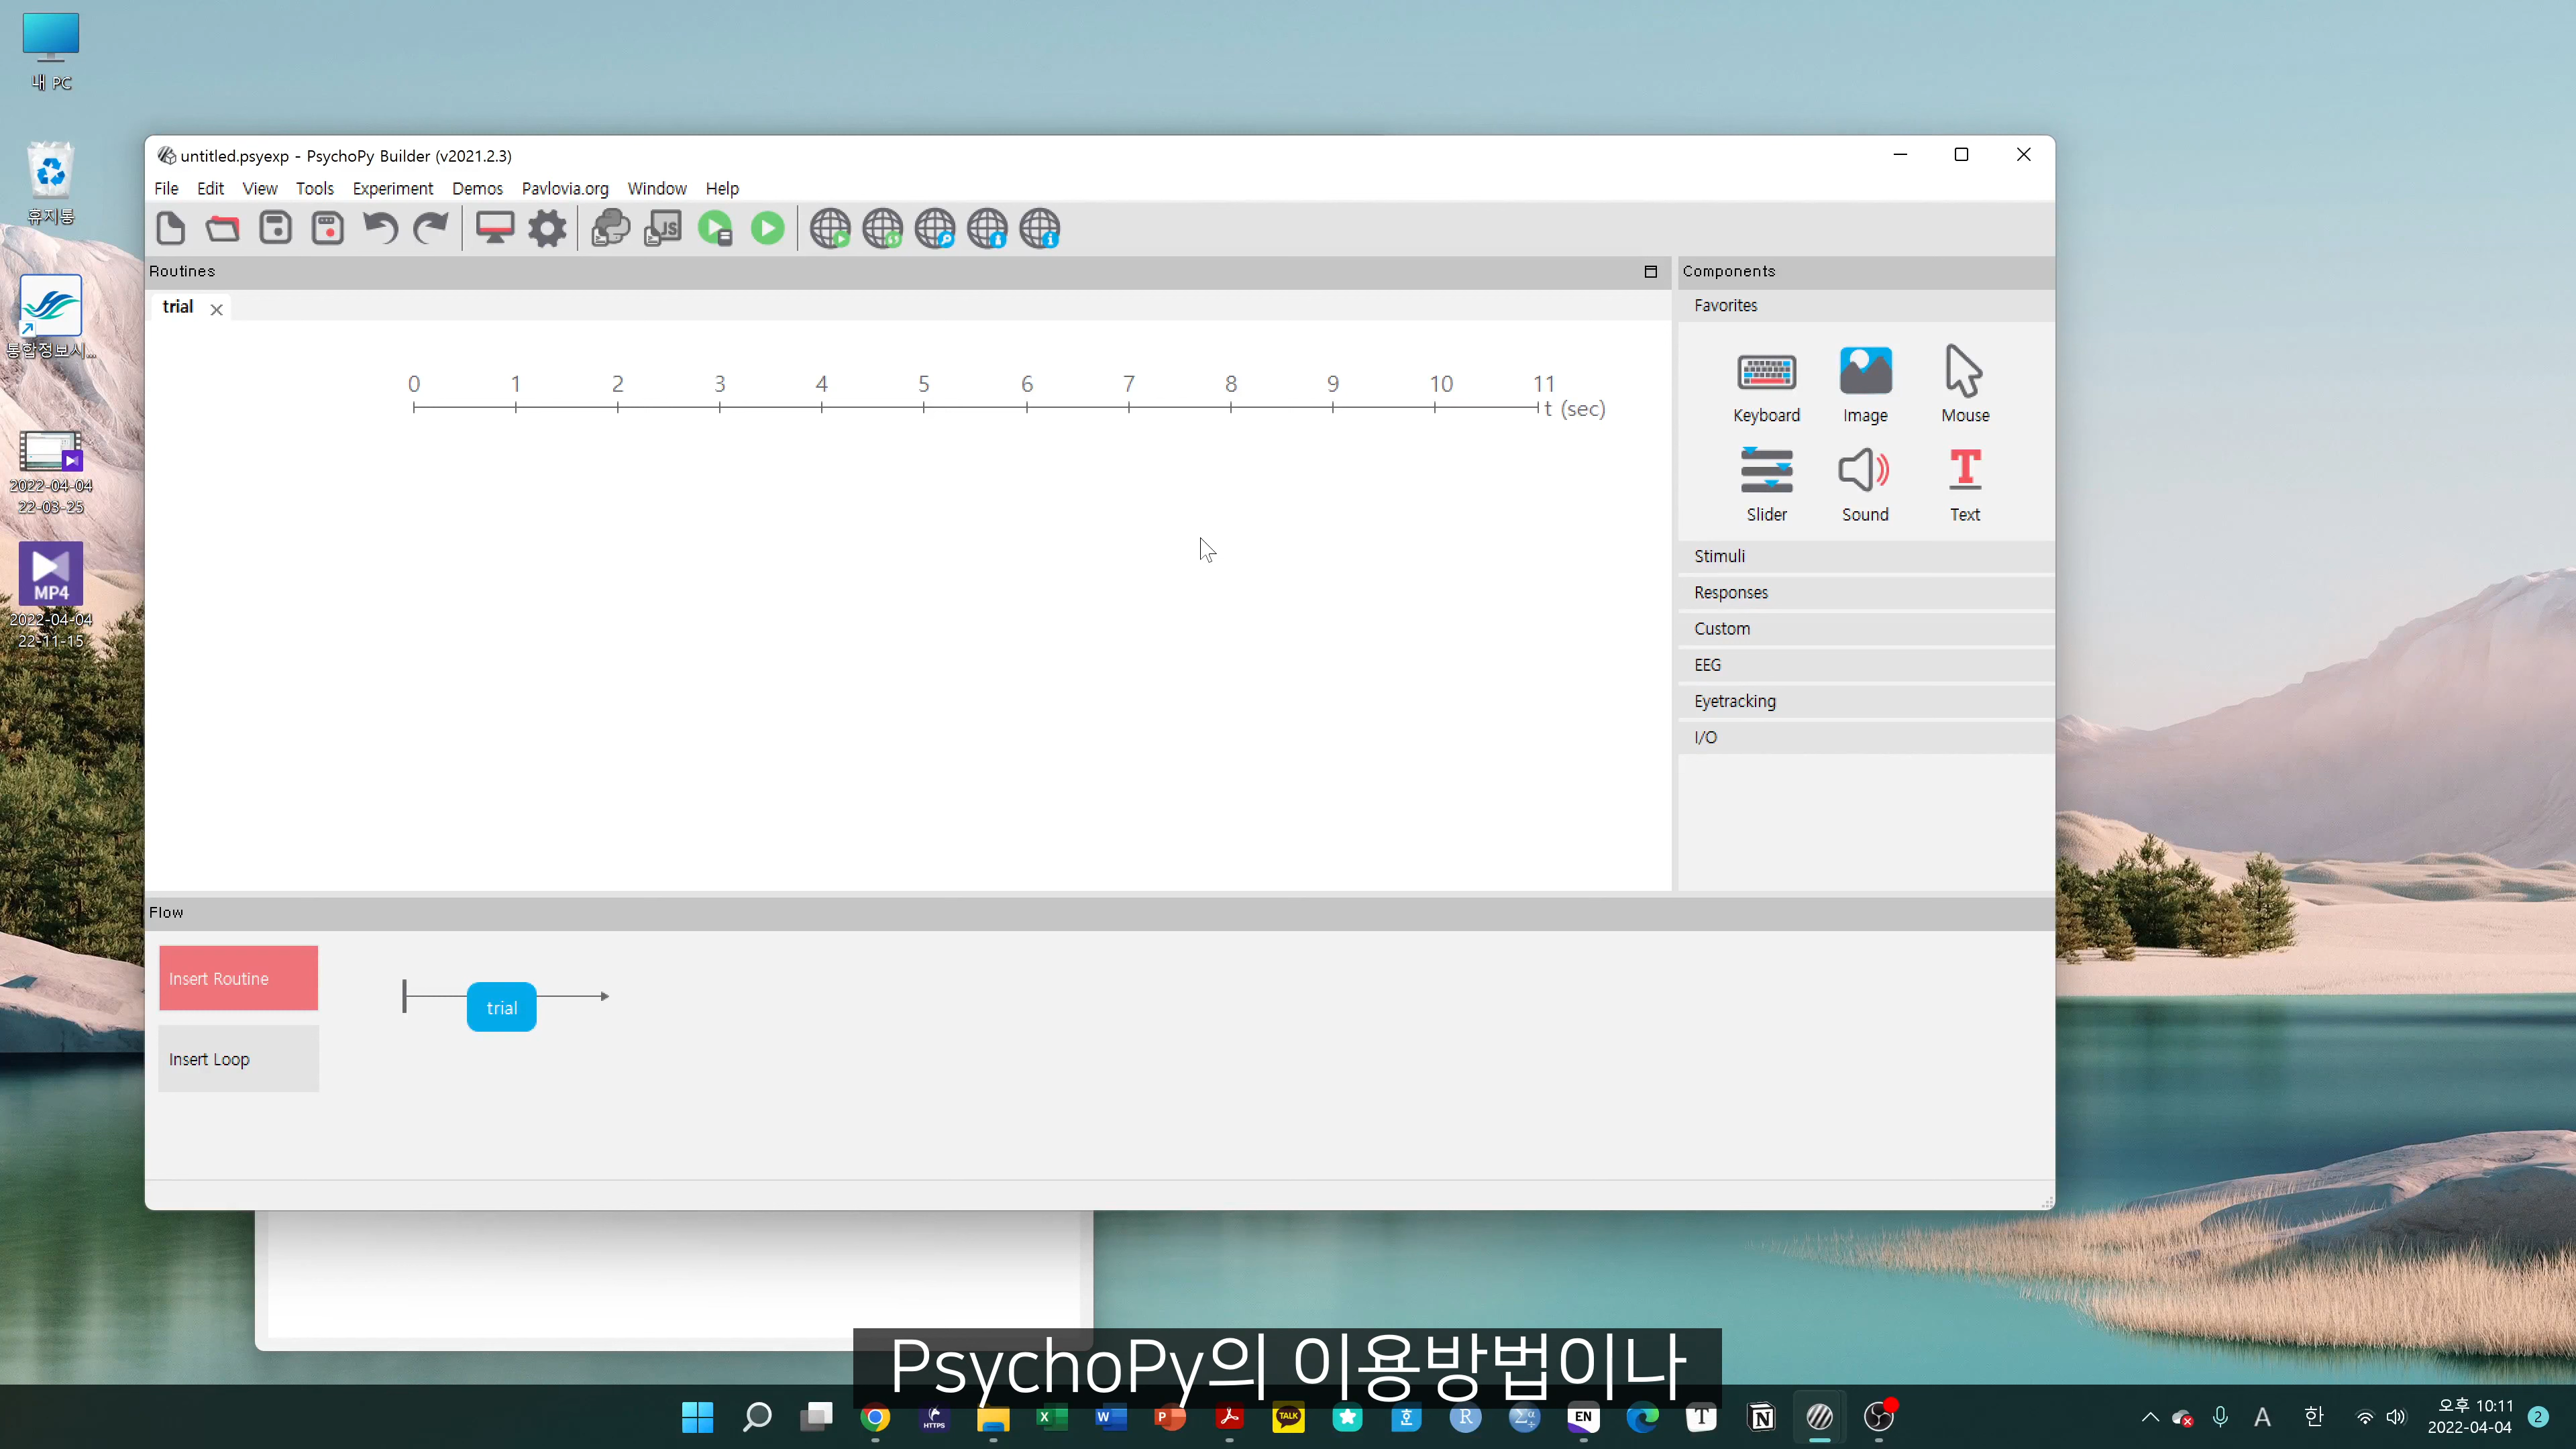 내 PC
휴지통
통합정보시...
2022-04-04
22-03-25
MP4
2022-04-04
22-11-15
untitled.psyexp - PsychoPy Builder (v2021.2.3)
File Edit View Tools Experiment Demos Pavlovia.org Window Help
JS
Routines
trial
0 1 2 3 4 5 6 7 8 9 10 11
t (sec)
Components
Favorites
Keyboard Image Mouse
Slider Sound Text
Stimuli
Responses
Custom
EEG
Eyetracking
I/O
Flow
Insert Routine
trial
Insert Loop
PsychoPy의 이용방법이나
HTTPS
TALK
EN
A 한
오후 10:11
2022-04-04
2